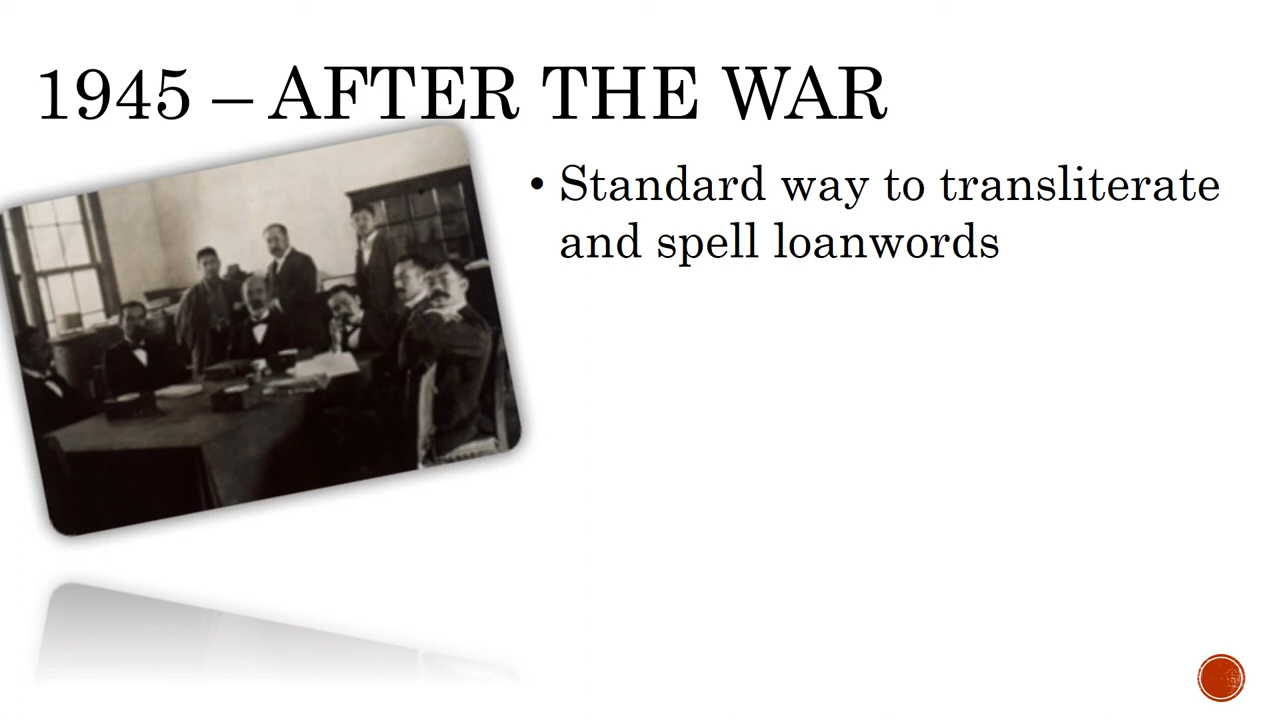 1945 – AFTER THE WAR
• Standard way to transliterate
and spell loanwords